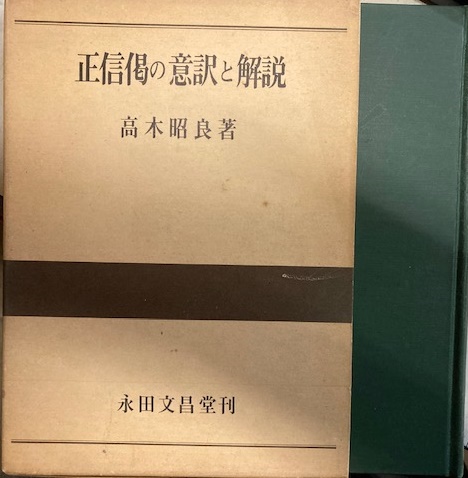 正信偈の意訳と解説
高木昭良著
永田文昌堂刊